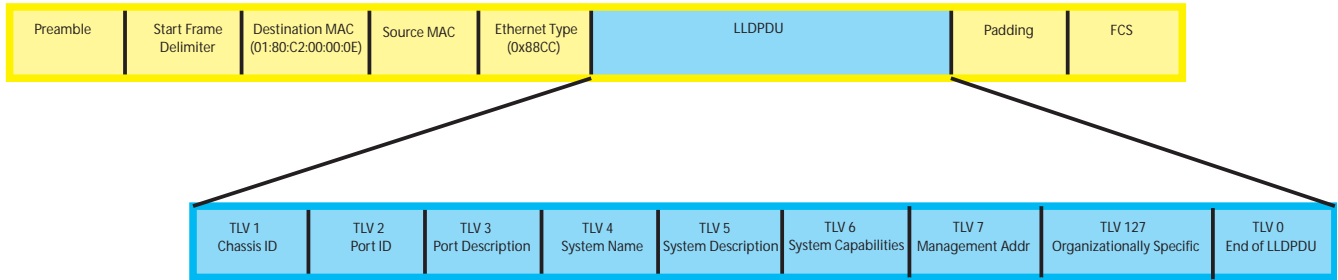 Preamble
Start Frame
Delimiter
Destination MAC
(01:80:C2:00:00:0E)
Source MAC
Ethernet Type
(0x88CC)
LLDPDU
Padding
FCS
TLV 1
Chassis ID
TLV 2
Port ID
TLV 3
Port Description
TLV 4
System Name
TLV 5
System Description
TLV 6
System Capabilities
TLV 7
Management Addr
TLV 127
Organizationally Specific
TLV 0
End of LLDPDU